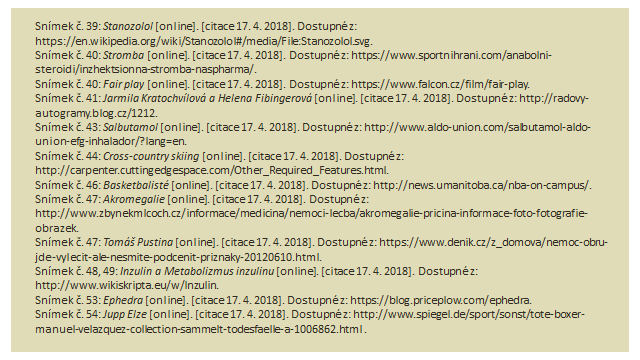 Snímek č. 39: Stanozolol [online]. [citace 17. 4. 2018]. Dostupné z:
https://en.wikipedia.org/wiki/Stanozolol#/media/File:Stanozolol.svg.
Snímek č. 40: Stromba [online]. [citace 17. 4. 2018]. Dostupné z: https://www.sportnihrani.com/anabolni-
steroidi/inzhektsionna-stromba-naspharma/.
Snímek č. 40: Fair play [online]. [citace 17. 4. 2018]. Dostupné z: https://www.falcon.cz/film/fair-play.
Snímek č. 41: Jarmila Kratochvílová a Helena Fibingerová [online]. [citace 17. 4. 2018]. Dostupné z: http://radovy-
autogramy.blog.cz/1212.
Snímek č. 43: Salbutamol [online]. [citace 17. 4. 2018]. Dostupné z: http://www.aldo-union.com/salbutamol-aldo-
union-efg-inhalador/?lang=en.
Snímek č. 44: Cross-country skiing [online]. [citace 17. 4. 2018]. Dostupné z:
http://carpenter.cuttingedgespace.com/Other_Required_Features.html.
Snímek č. 46: Basketbalisté [online]. [citace 17. 4. 2018]. Dostupné z: http://news.umanitoba.ca/nba-on-campus/.
Snímek č. 47: Akromegalie [online]. [citace 17. 4. 2018]. Dostupné z:
http://www.zbynekmlcoch.cz/informace/medicina/nemoci-lecba/akromegalie-pricina-informace-foto-fotografie-
obrazek.
Snímek č. 47: Tomáš Pustina [online]. [citace 17. 4. 2018]. Dostupné z: https://www.denik.cz/z_domova/nemoc-obru-
jde-vylecit-ale-nesmite-podcenit-priznaky-20120610.html.
Snímek č. 48, 49: Inzulin a Metabolizmus inzulinu [online]. [citace 17. 4. 2018]. Dostupné z:
http://www.wikiskripta.eu/w/Inzulin.
Snímek č. 53: Ephedra [online]. [citace 17. 4. 2018]. Dostupné z: https://blog.priceplow.com/ephedra.
Snímek č. 54: Jupp Elze [online]. [citace 17. 4. 2018]. Dostupné z: http://www.spiegel.de/sport/sonst/tote-boxer-
manuel-velazquez-collection-sammelt-todesfaelle-a-1006862.html.